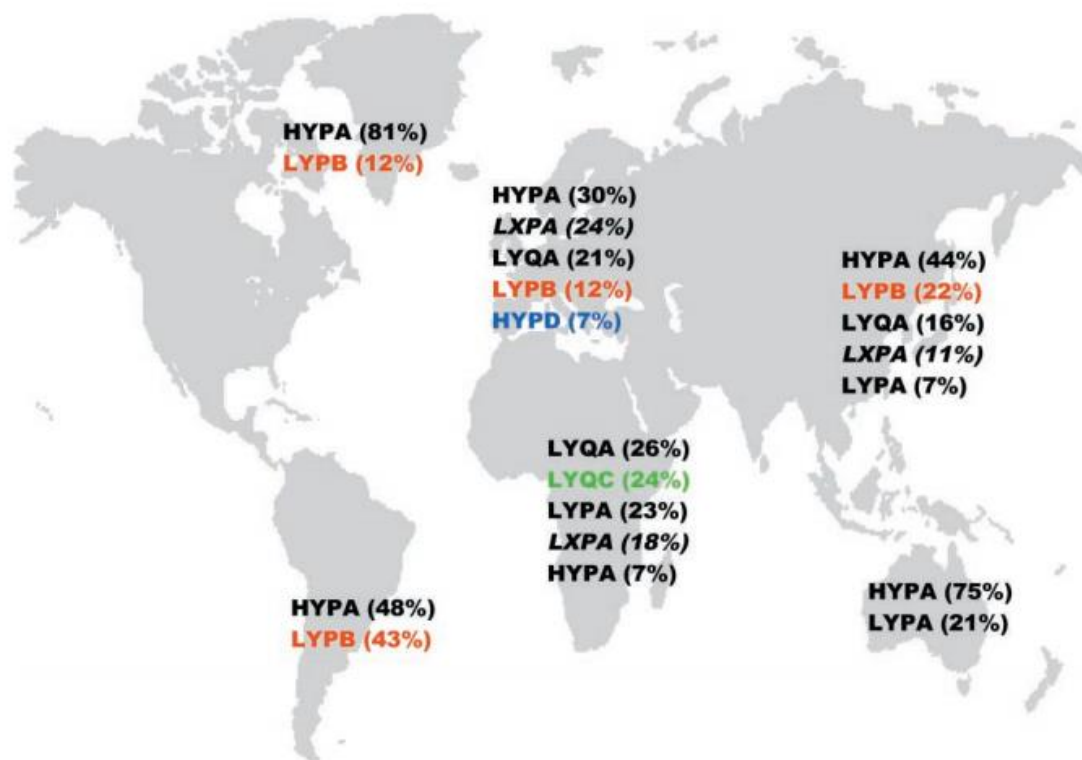 HYPA (81%)
LYPB (12%)
HYPA (30%)
LXPA (24%)
LYQA (21%)
LYPB (12%)
HYPD (7%)
HYPA (44%)
LYPB (22%)
LYQA (16%)
LXPA (11%)
LYPA (7%)
LYQA (26%)
LYQC (24%)
LYPA (23%)
LXPA (18%)
HYPA (7%)
HYPA (48%)
LYPB (43%)
HYPA (75%)
LYPA (21%)